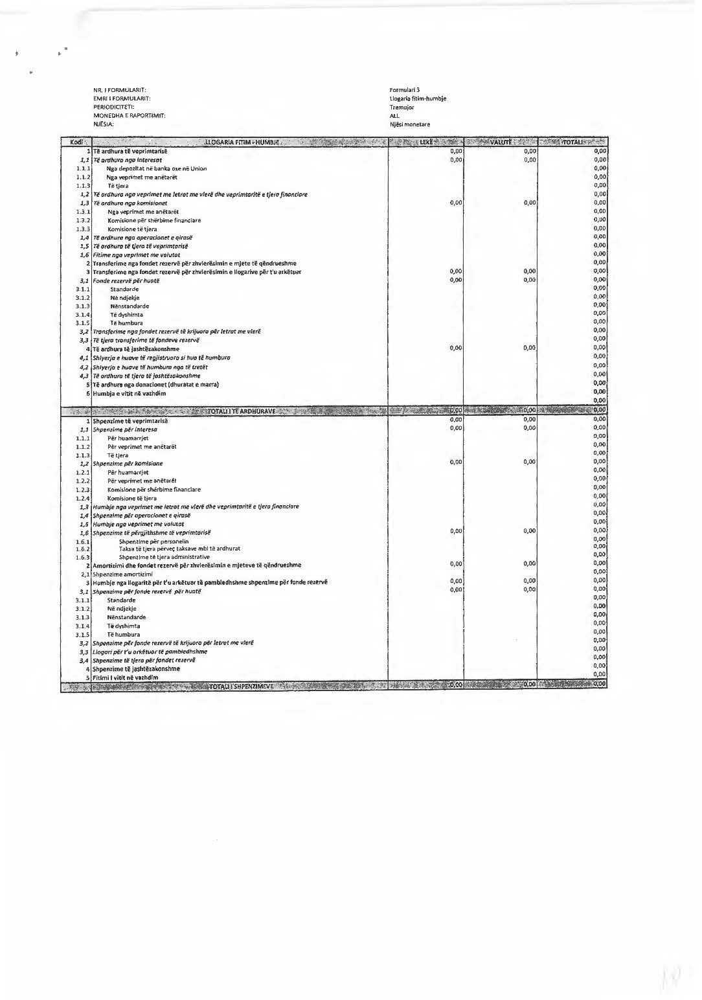 NR. I FORMULARIT: Formulari 3
EMRI I FORMULARIT: Llogaria fitim-humbje
PERIODICITETI: Tremujor
MONEDHA E RAPORTIMIT: ALL
NJËSIA: Njësi monetare
Kodi LLOGARIA FITIM - HUMBJE LEKË VALUTË TOTALI
1 Të ardhura të veprimtarisë 0,00 0,00 0,00
1,1 Të ardhura nga interesat 0,00 0,00 0,00
1.1.1 Nga depozitat në banka ose në Union 0,00
1.1.2 Nga veprimet me anëtarët 0,00
1.1.3 Të tjera 0,00
1,2 Të ardhura nga veprimet me letrat me vlerë dhe veprimtaritë e tjera financiare 0,00
1,3 Të ardhura nga komisionet 0,00 0,00 0,00
1.3.1 Nga veprimet me anëtarët 0,00
1.3.2 Komisione për shërbime financiare 0,00
1.3.3 Komisione të tjera 0,00
1,4 Të ardhura nga operacionet e qirasë 0,00
1,5 Të ardhura të tjera të veprimtarisë 0,00
1,6 Fitime nga veprimet me valutat 0,00
2 Transferime nga fondet rezervë për zhvlerësimin e mjete të qëndrueshme 0,00
3 Transferime nga fondet rezervë për zhvlerësimin e llogarive për t'u arkëtuar 0,00 0,00 0,00
3,1 Fonde rezervë për huatë 0,00 0,00 0,00
3.1.1 Standarde 0,00
3.1.2 Në ndjekje 0,00
3.1.3 Nënstandarde 0,00
3.1.4 Të dyshimta 0,00
3.1.5 Të humbura 0,00
3,2 Transferime nga fondet rezervë të krijuara për letrat me vlerë 0,00
3,3 Të tjera transferime të fondeve rezervë 0,00
4 Të ardhura të jashtëzakonshme 0,00 0,00 0,00
4,1 Shlyerja e huave të regjistruara si hua të humbura 0,00
4,2 Shlyerja e huave të humbura nga të tretët 0,00
4,3 Të ardhura të tjera të jashtëzakonshme 0,00
5 Të ardhura nga donacionet (dhuratat e marra) 0,00
6 Humbja e vitit në vazhdim 0,00
0,00
TOTALI I TË ARDHURAVE 0,00 0,00 0,00
1 Shpenzime të veprimtarisë 0,00 0,00 0,00
1,1 Shpenzime për interesa 0,00 0,00 0,00
1.1.1 Për huamarrjet 0,00
1.1.2 Për veprimet me anëtarët 0,00
1.1.3 Të tjera 0,00
1,2 Shpenzime për komisione 0,00 0,00 0,00
1.2.1 Për huamarrjet 0,00
1.2.2 Për veprimet me anëtarët 0,00
1.2.3 Komisione për shërbime financiare 0,00
1.2.4 Komisione të tjera 0,00
1,3 Humbje nga veprimet me letrat me vlerë dhe veprimtaritë e tjera financiare 0,00
1,4 Shpenzime për operacionet e qirasë 0,00
1,5 Humbje nga veprimet me valutat 0,00
1,6 Shpenzime të përgjithshme të veprimtarisë 0,00 0,00 0,00
1.6.1 Shpenzime për personelin 0,00
1.6.2 Taksa të tjera përveç taksave mbi të ardhurat 0,00
1.6.3 Shpenzime të tjera administrative 0,00
2 Amortizimi dhe fondet rezervë për zhvlerësimin e mjeteve të qëndrueshme 0,00 0,00 0,00
2,1 Shpenzime amortizimi 0,00
3 Humbje nga llogaritë për t'u arkëtuar të pambledhshme shpenzime për fonde rezervë 0,00 0,00 0,00
3,1 Shpenzime për fonde rezervë për huatë 0,00 0,00 0,00
3.1.1 Standarde 0,00
3.1.2 Në ndjekje 0,00
3.1.3 Nënstandarde 0,00
3.1.4 Të dyshimta 0,00
3.1.5 Të humbura 0,00
3,2 Shpenzime për fonde rezervë të krijuara për letrat me vlerë 0,00
3,3 Llogari për t'u arkëtuar të pambledhshme 0,00
3,4 Shpenzime të tjera për fondet rezervë 0,00
4 Shpenzime të jashtëzakonshme 0,00
5 Fitimi i vitit në vazhdim 0,00
TOTALI I SHPENZIMEVE 0,00 0,00 0,00